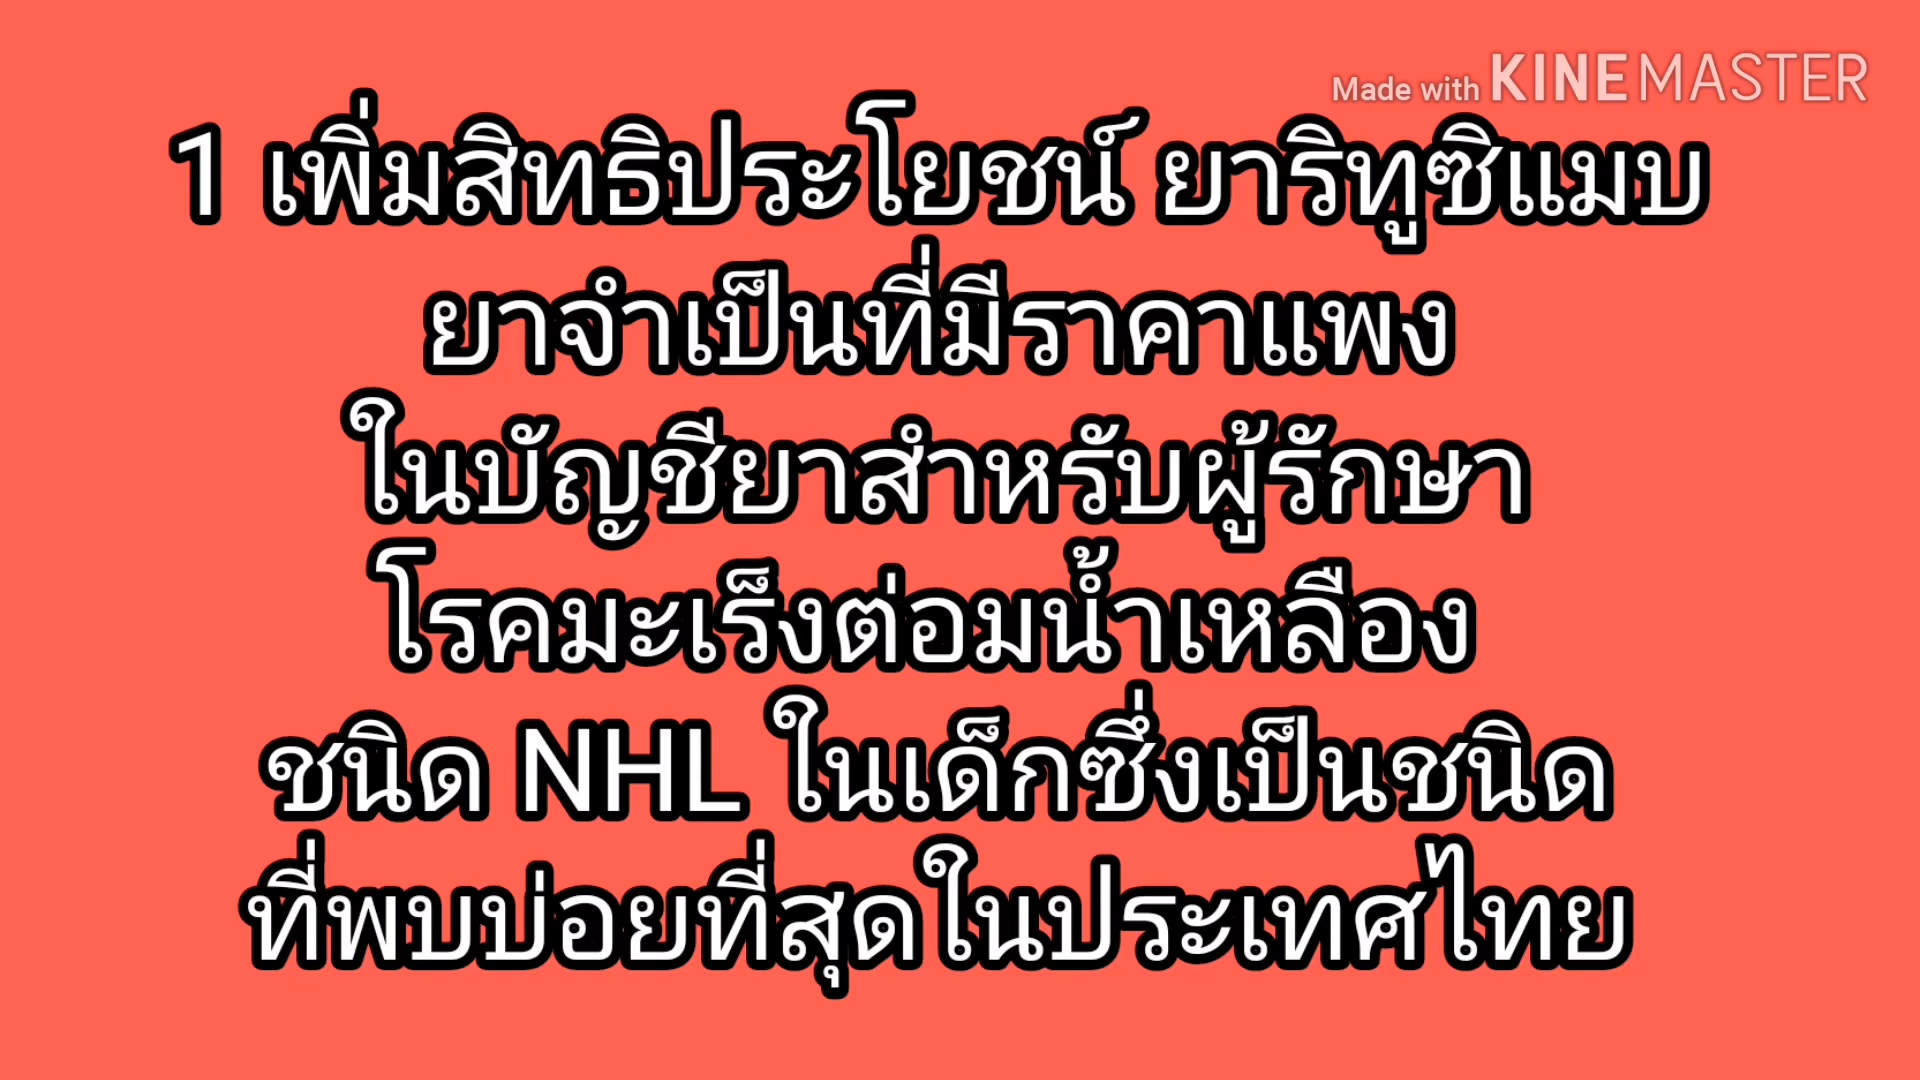 Made with KINEMASTER
1 เพิ่มสิทธิประโยชน์ ยาริทูซิแมบ
ยาจำเป็นที่มีราคาแพง
ในบัญชียาสำหรับผู้รักษา
โรคมะเร็งต่อมน้ำเหลือง
ชนิด NHL ในเด็กซึ่งเป็นชนิด
ที่พบบ่อยที่สุดในประเทศไทย